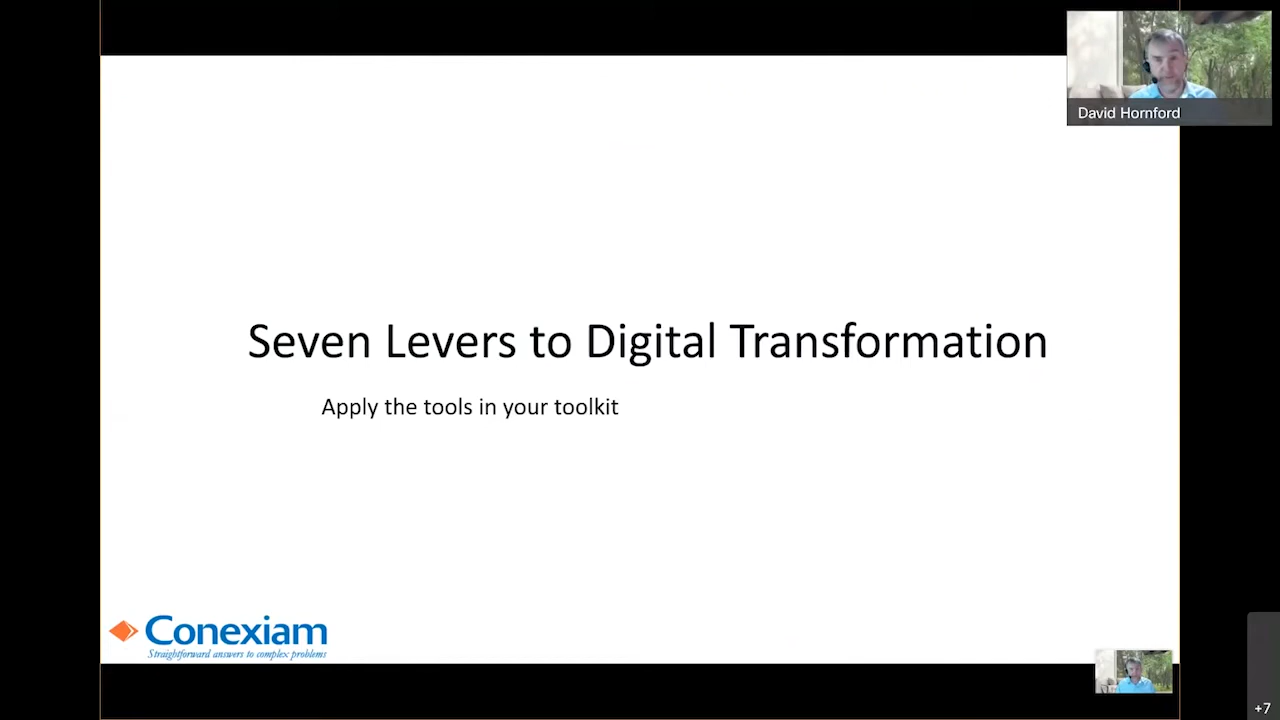 David Hornford
Seven Levers to Digital Transformation
Apply the tools in your toolkit
Conexiam
Straightforward answers to complex problems
+7